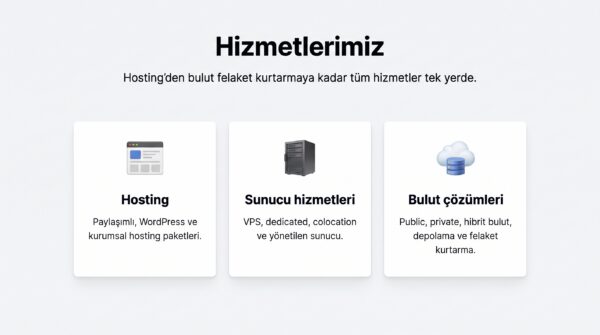 Hizmetlerimiz
Hosting'den bulut felaket kurtarmaya kadar tüm hizmetler tek yerde.
Hosting
Paylaşımlı, WordPress ve
kurumsal hosting paketleri.
Sunucu hizmetleri
VPS, dedicated, colocation
ve yönetilen sunucu.
Bulut çözümleri
Public, private, hibrit bulut,
depolama ve felaket
kurtarma.